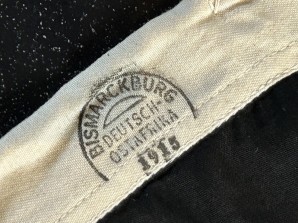 BISMARCKBURG
DEUTSCH-
OSTAFRIKA
1915